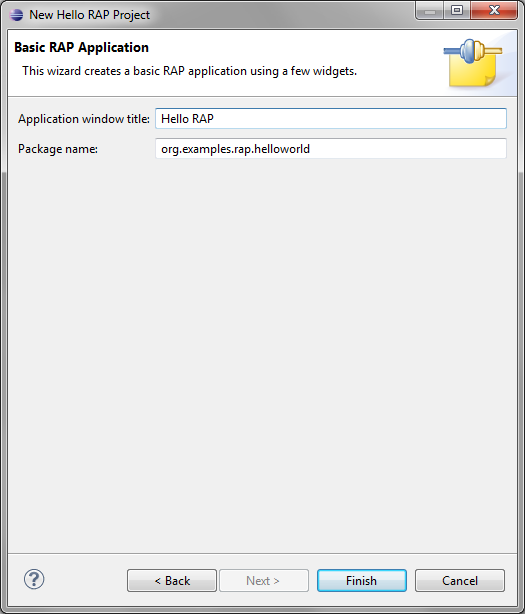 New Hello RAP Project
Basic RAP Application
This wizard creates a basic RAP application using a few widgets.
Application window title: Hello RAP
Package name: org.examples.rap.helloworld
? < Back Next > Finish Cancel